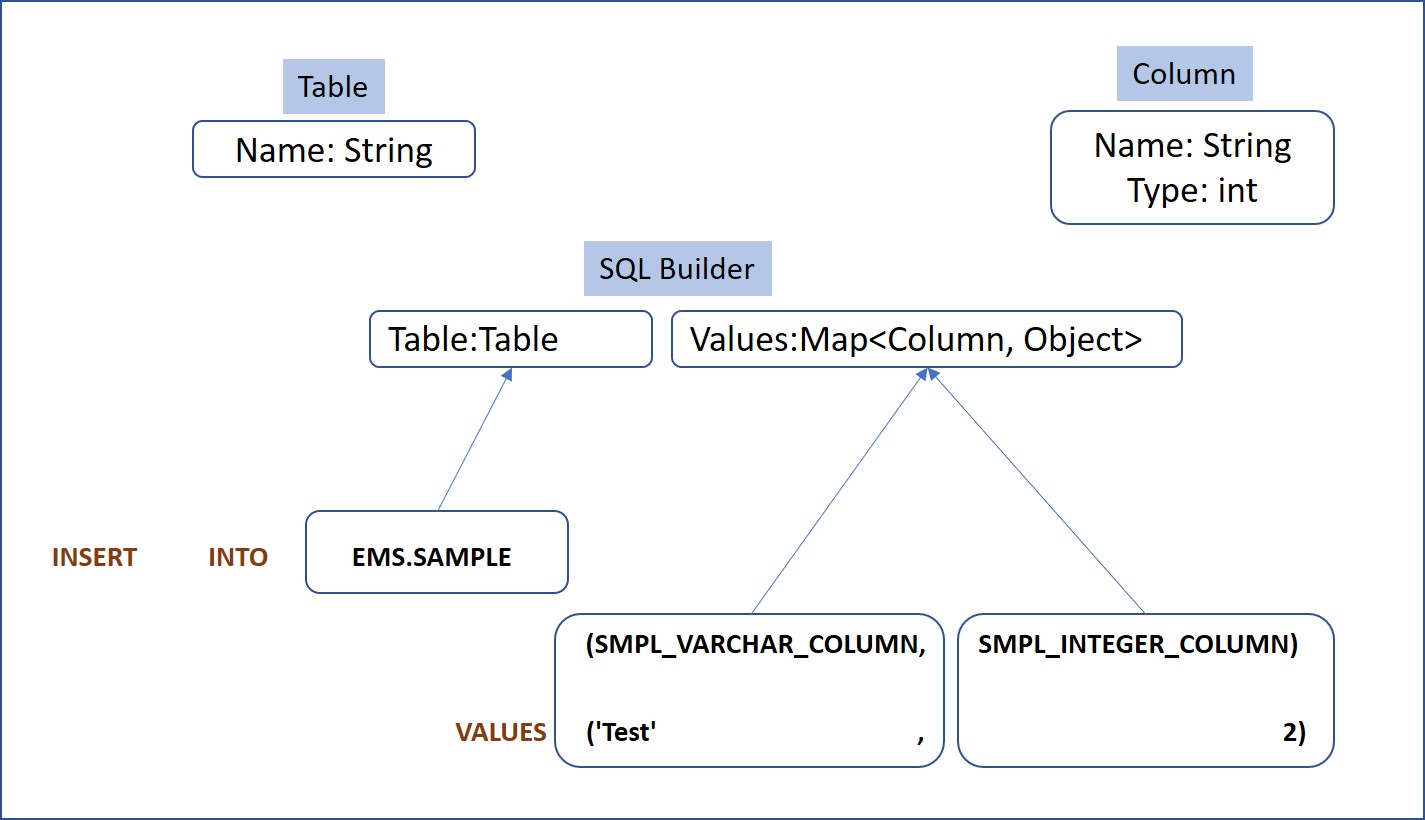 Table
Name: String
Column
Name: String
Type: int
SQL Builder
Table:Table
Values:Map<Column, Object>
INSERT INTO EMS.SAMPLE
(SMPL_VARCHAR_COLUMN, SMPL_INTEGER_COLUMN)
VALUES ('Test' , 2)